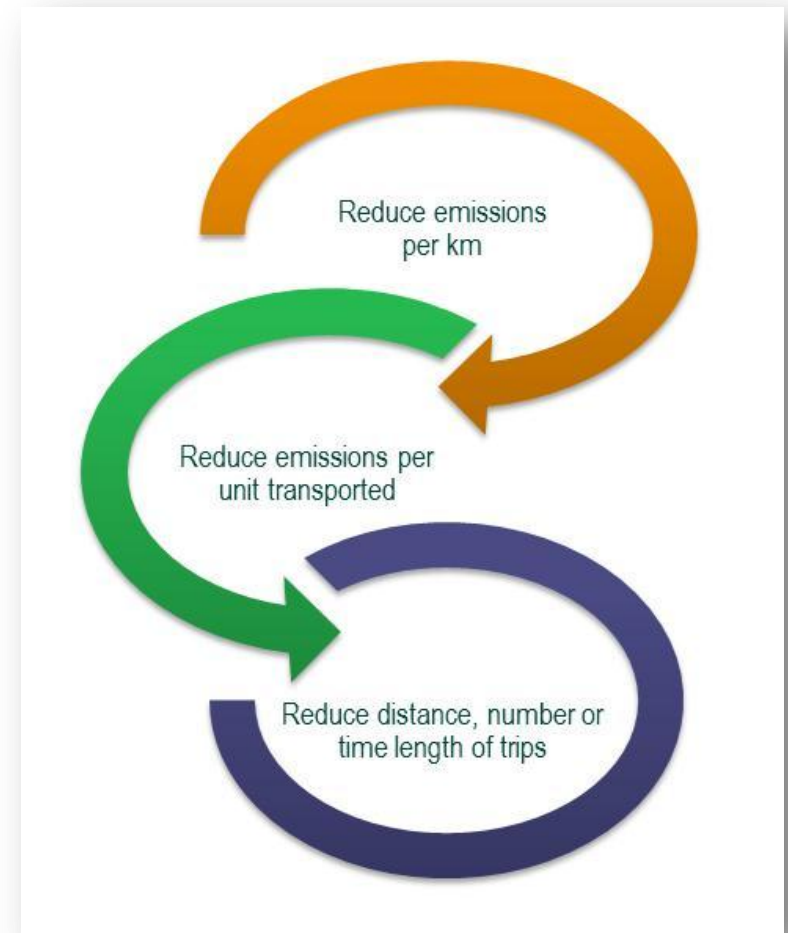 Reduce emissions
per km
Reduce emissions per
unit transported
Reduce distance, number or
time length of trips